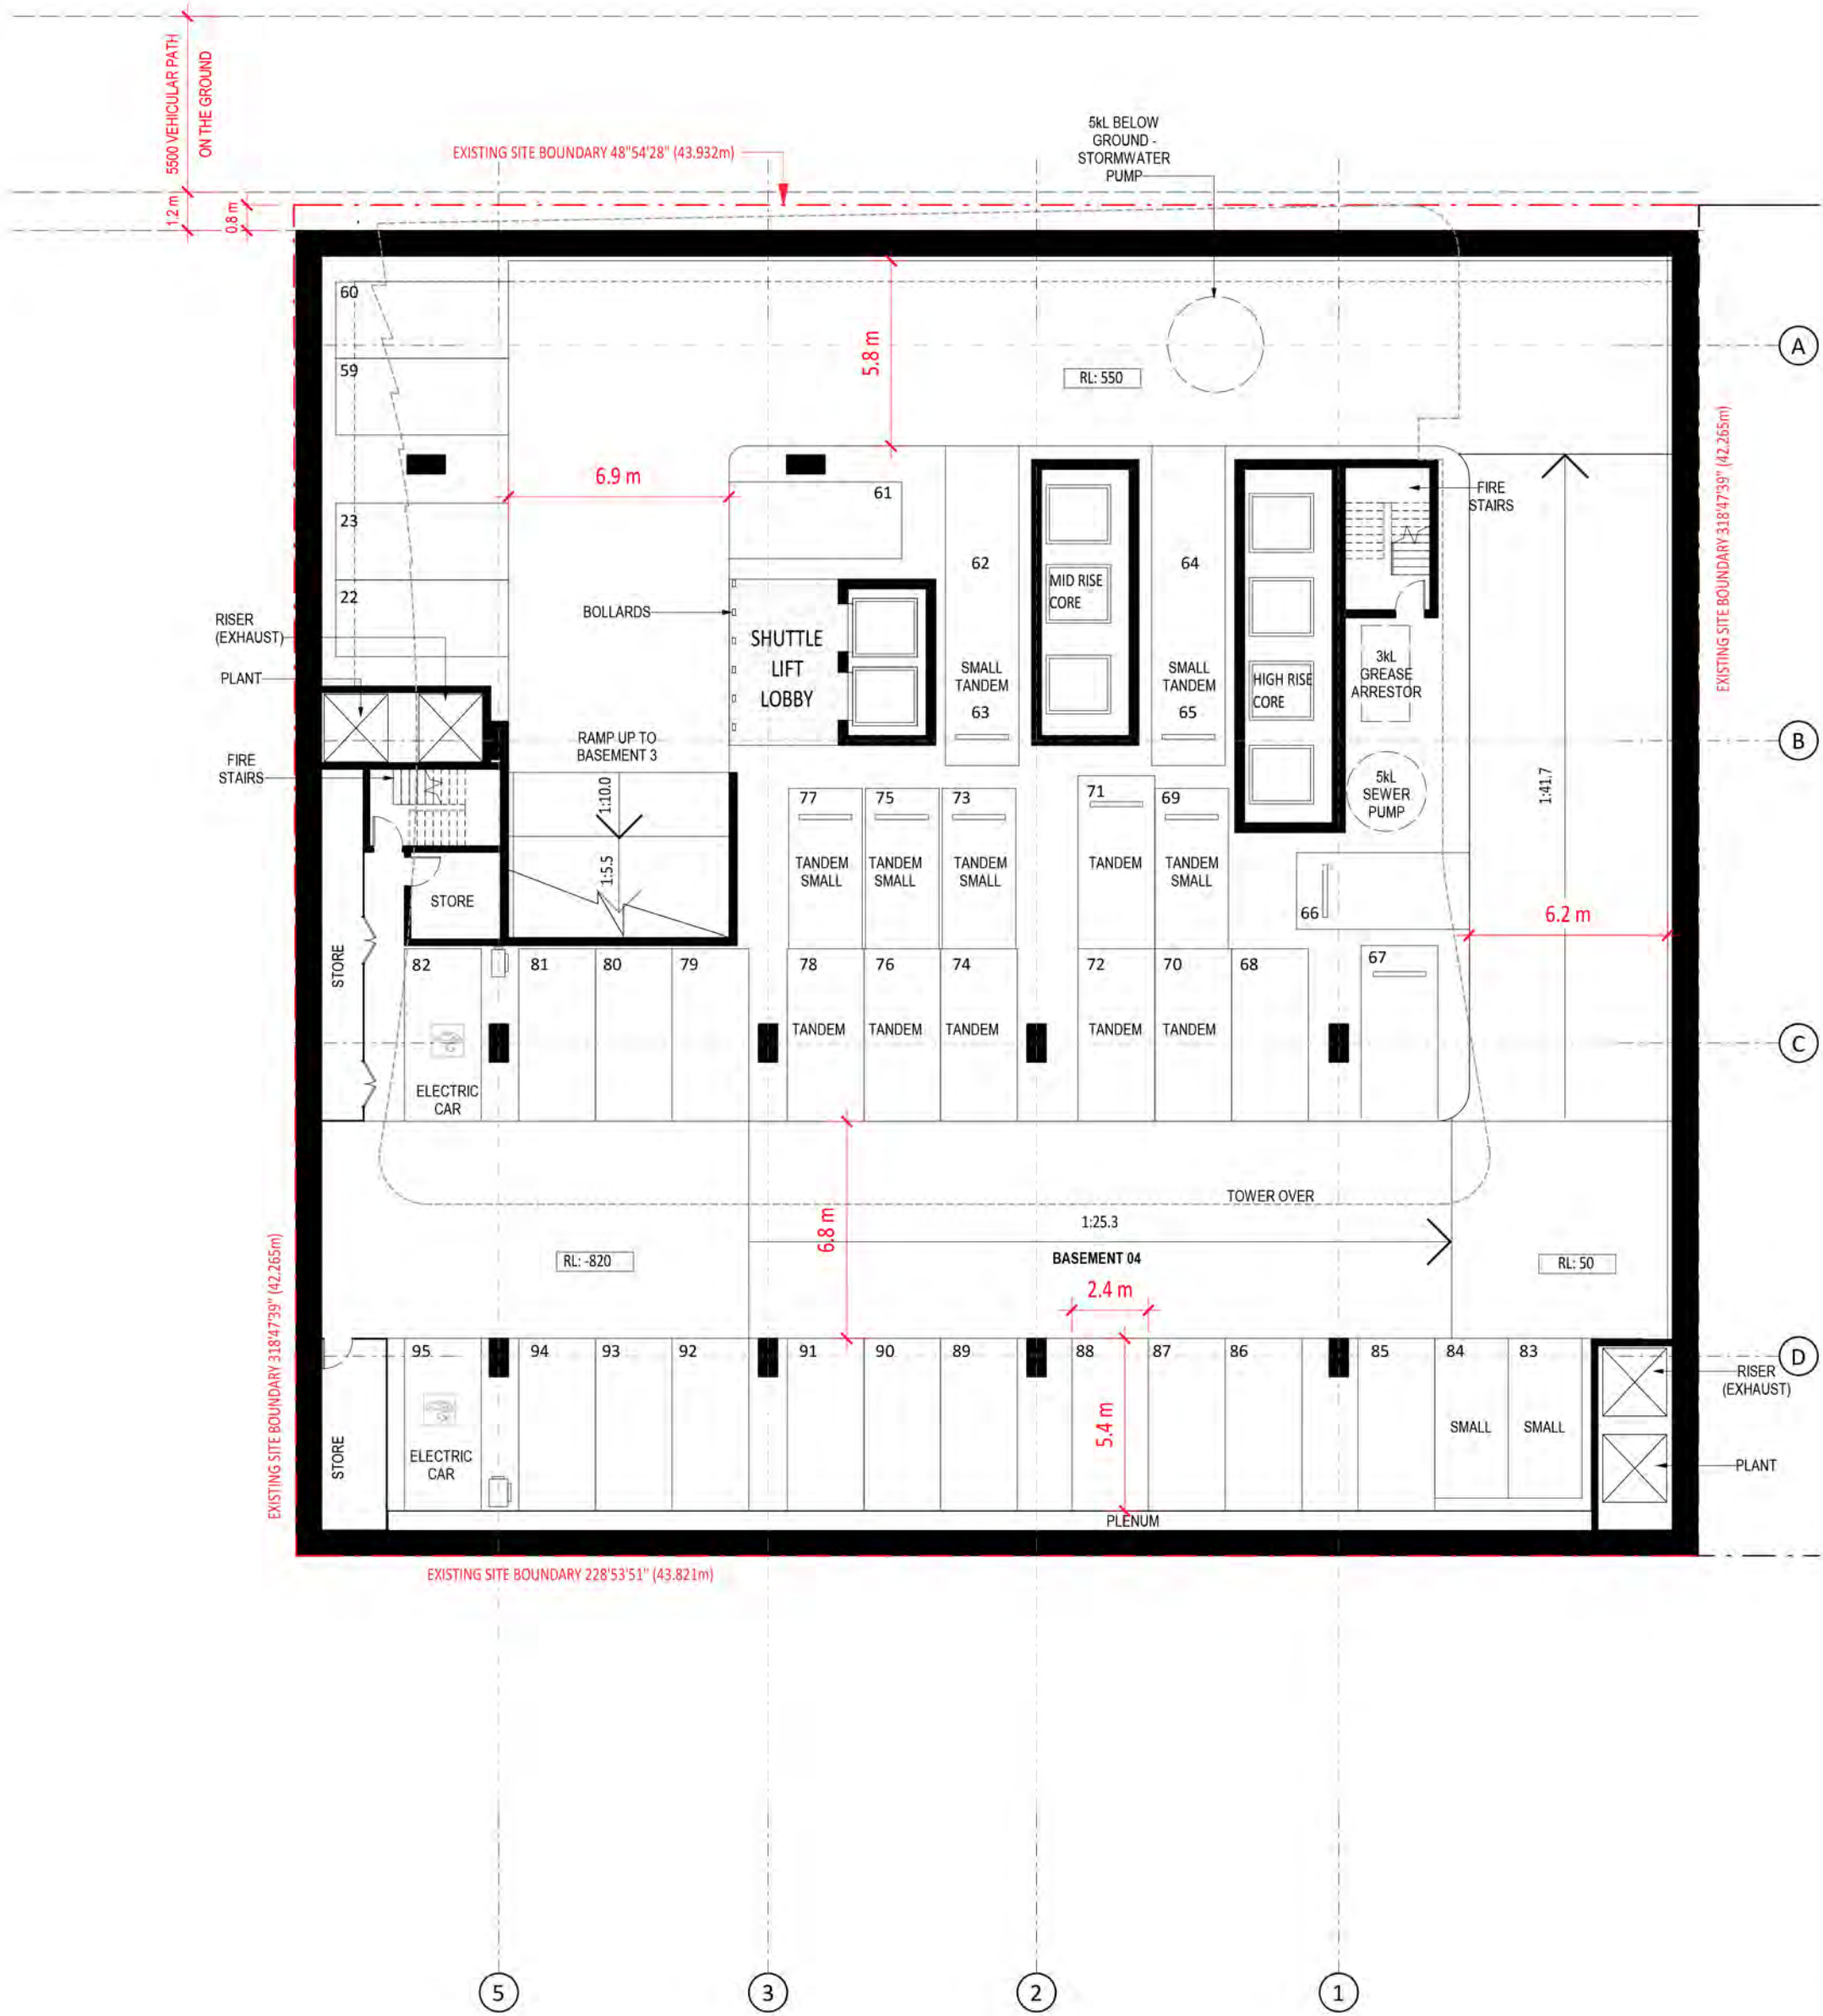 5500 VEHICULAR PATH
ON THE GROUND
1.2 m
0.8 m
EXISTING SITE BOUNDARY 48"54'28" (43.932m)
5kL BELOW
GROUND -
STORMWATER
PUMP
60
59
5.8 m
RL: 550
A
EXISTING SITE BOUNDARY 318'47'39" (42.265m)
6.9 m
61
FIRE
STAIRS
23
22
62
64
MID RISE
CORE
BOLLARDS
RISER
(EXHAUST)
PLANT
SHUTTLE
LIFT
LOBBY
SMALL
TANDEM
63
SMALL
TANDEM
65
HIGH RISE
CORE
3kL
GREASE
ARRESTOR
RAMP UP TO
BASEMENT 3
B
FIRE
STAIRS
1:10.0
1:5.5
77
75
73
71
69
5kL
SEWER
PUMP
1:41.7
TANDEM
SMALL
TANDEM
SMALL
TANDEM
SMALL
TANDEM
TANDEM
SMALL
STORE
66
6.2 m
STORE
82
81
80
79
78
76
74
72
70
68
67
TANDEM
TANDEM
TANDEM
TANDEM
TANDEM
C
ELECTRIC
CAR
TOWER OVER
6.8 m
1:25.3
BASEMENT 04
RL: -820
RL: 50
2.4 m
EXISTING SITE BOUNDARY 318'47'39" (42.265m)
95
94
93
92
91
90
89
88
87
86
85
84
83
D
RISER
(EXHAUST)
5.4 m
SMALL
SMALL
STORE
ELECTRIC
CAR
PLANT
PLENUM
EXISTING SITE BOUNDARY 228'53'51" (43.821m)
5
3
2
1